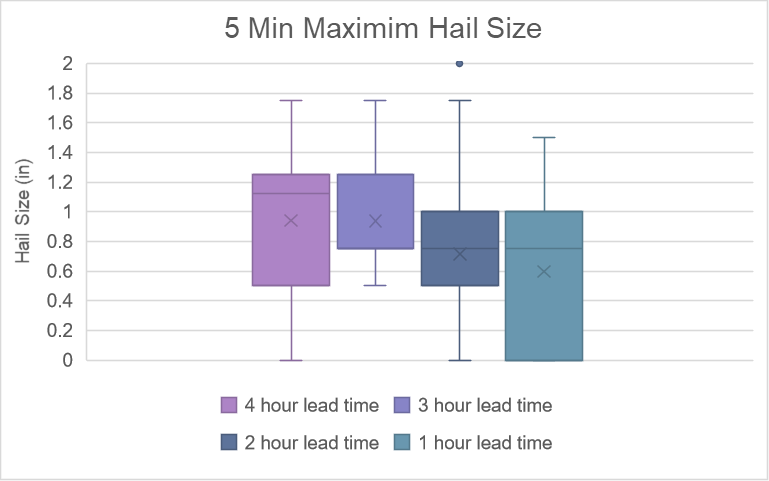 5 Min Maximim Hail Size
2
1.8
1.6
1.4
1.2
1
0.8
0.6
0.4
0.2
0
Hail Size (in)
4 hour lead time
3 hour lead time
2 hour lead time
1 hour lead time